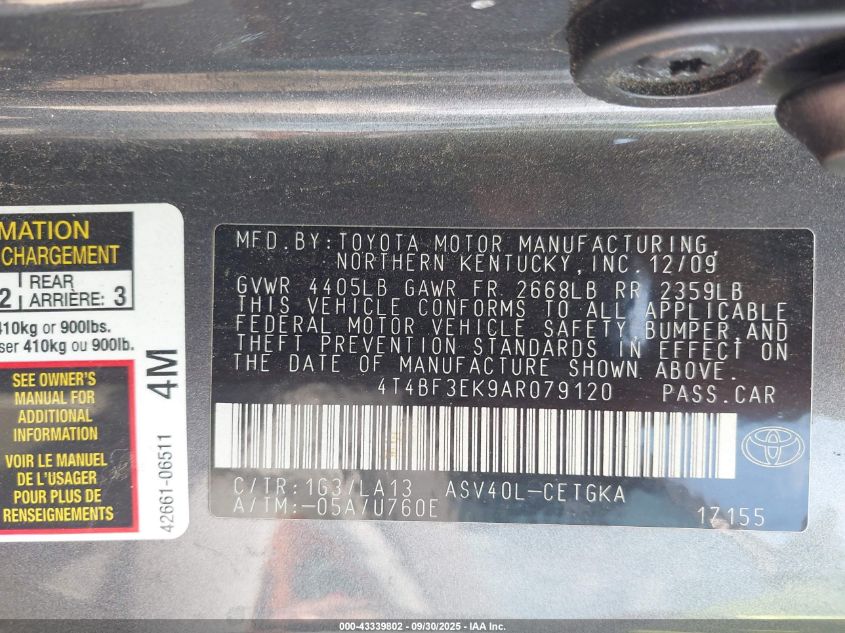 MATION
CHARGEMENT
2 REAR
ARRIÈRE: 3
410kg or 900lbs.
ser 410kg ou 900lb.
SEE OWNER'S
MANUAL FOR
ADDITIONAL
INFORMATION
VOIR LE MANUEL
DE L'USAGER
POUR PLUS DE
RENSEIGNEMENTS
4M
42661-06511
MFD.BY:TOYOTA MOTOR MANUFACTURING,
NORTHERN KENTUCKY,INC.12/09
GVWR 4405LB GAWR FR 2668LB RR 2359LB
THIS VEHICLE CONFORMS TO ALL APPLICABLE
FEDERAL MOTOR VEHICLE SAFETY,BUMPER,AND
THEFT PREVENTION STANDARDS IN EFFECT ON
THE DATE OF MANUFACTURE SHOWN ABOVE.
4T4BF3EK9AR079120 PASS.CAR
C/TR:1G3/LA13 ASV40L-CETGKA
A/TM:-05A/U760E 17155
000-43339802 - 09/30/2025 - IAA Inc.